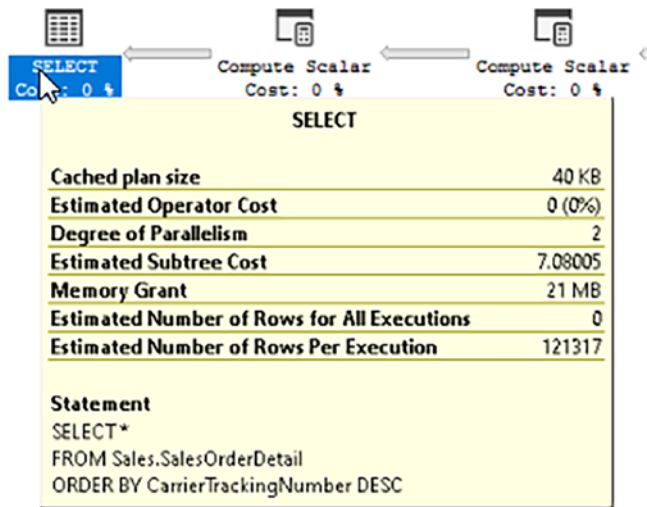 SELECT Compute Scalar Compute Scalar
Cost: 0 % Cost: 0 % Cost: 0 %
SELECT
Cached plan size 40 KB
Estimated Operator Cost 0 (0%)
Degree of Parallelism 2
Estimated Subtree Cost 7.08005
Memory Grant 21 MB
Estimated Number of Rows for All Executions 0
Estimated Number of Rows Per Execution 121317
Statement
SELECT *
FROM Sales.SalesOrderDetail
ORDER BY CarrierTrackingNumber DESC